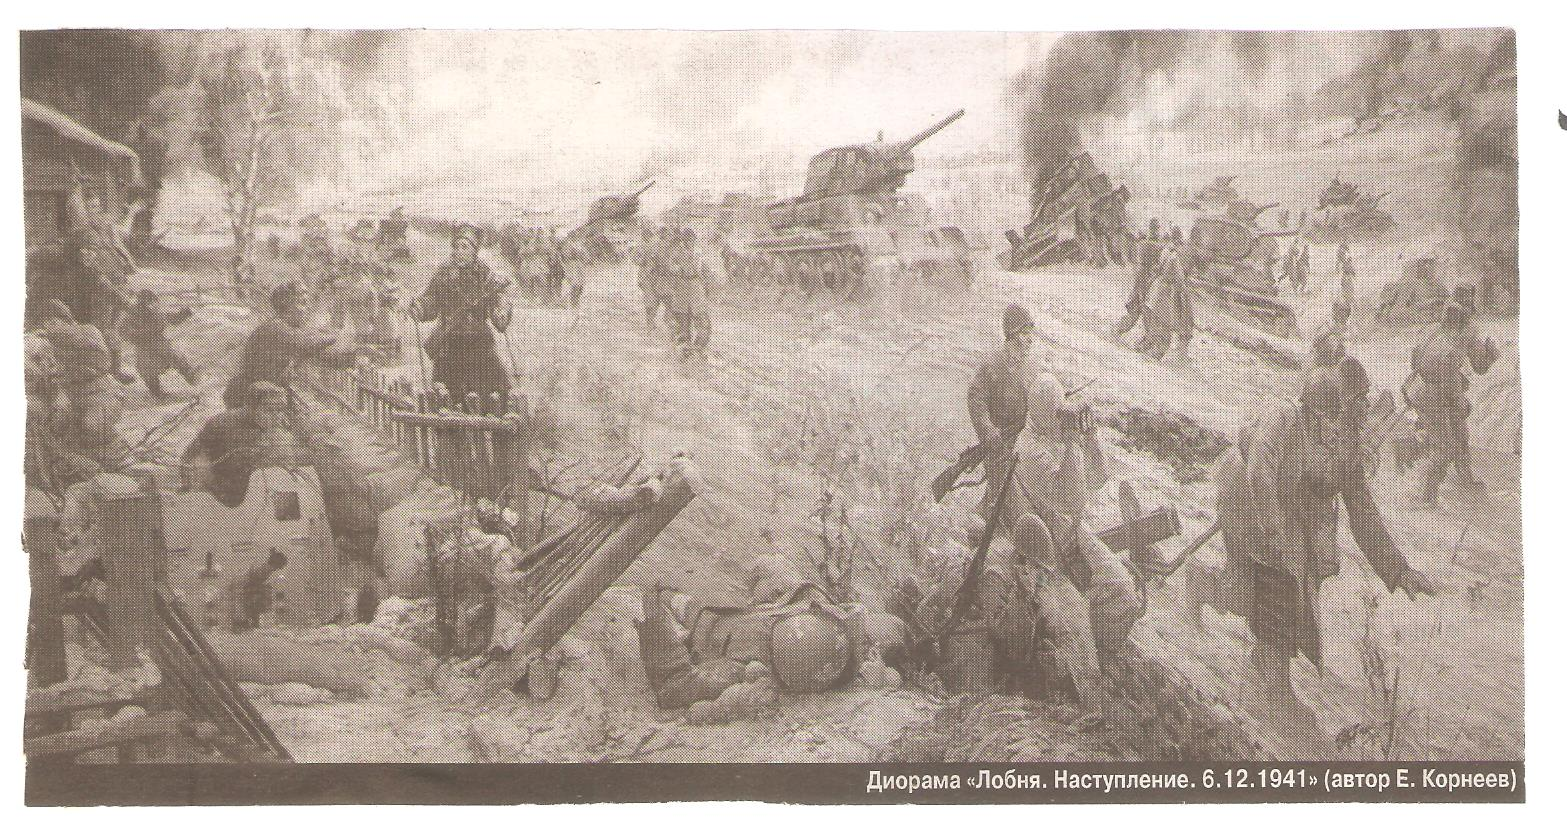 Диорама «Лобня. Наступление. 6.12.1941» (автор Е. Корнеев)